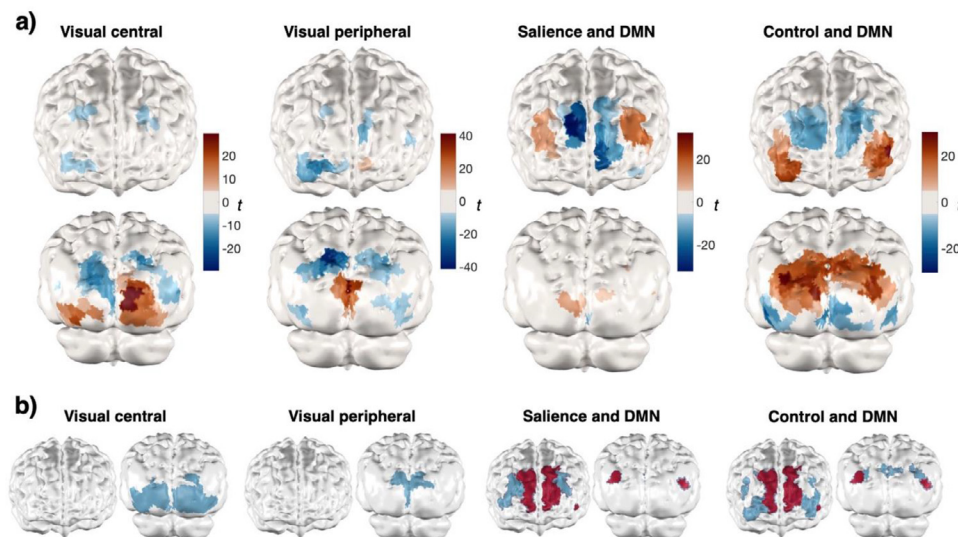 a)
Visual central
Visual peripheral
Salience and DMN
Control and DMN
20
10
0
-10
-20
t
40
20
0
-20
-40
t
20
0
-20
t
20
0
-20
b)
Visual central
Visual peripheral
Salience and DMN
Control and DMN